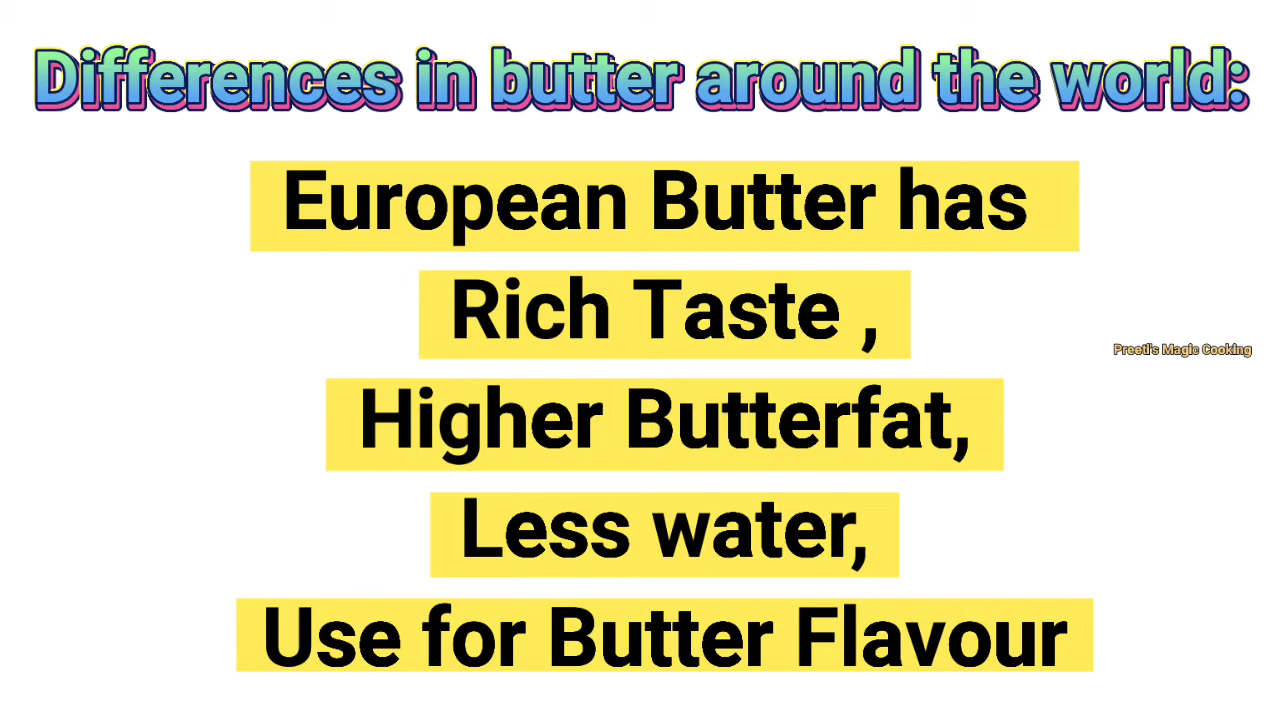 Differences in butter around the world:
European Butter has
Rich Taste ,
Preeti's Magic Cooking
Higher Butterfat,
Less water,
Use for Butter Flavour